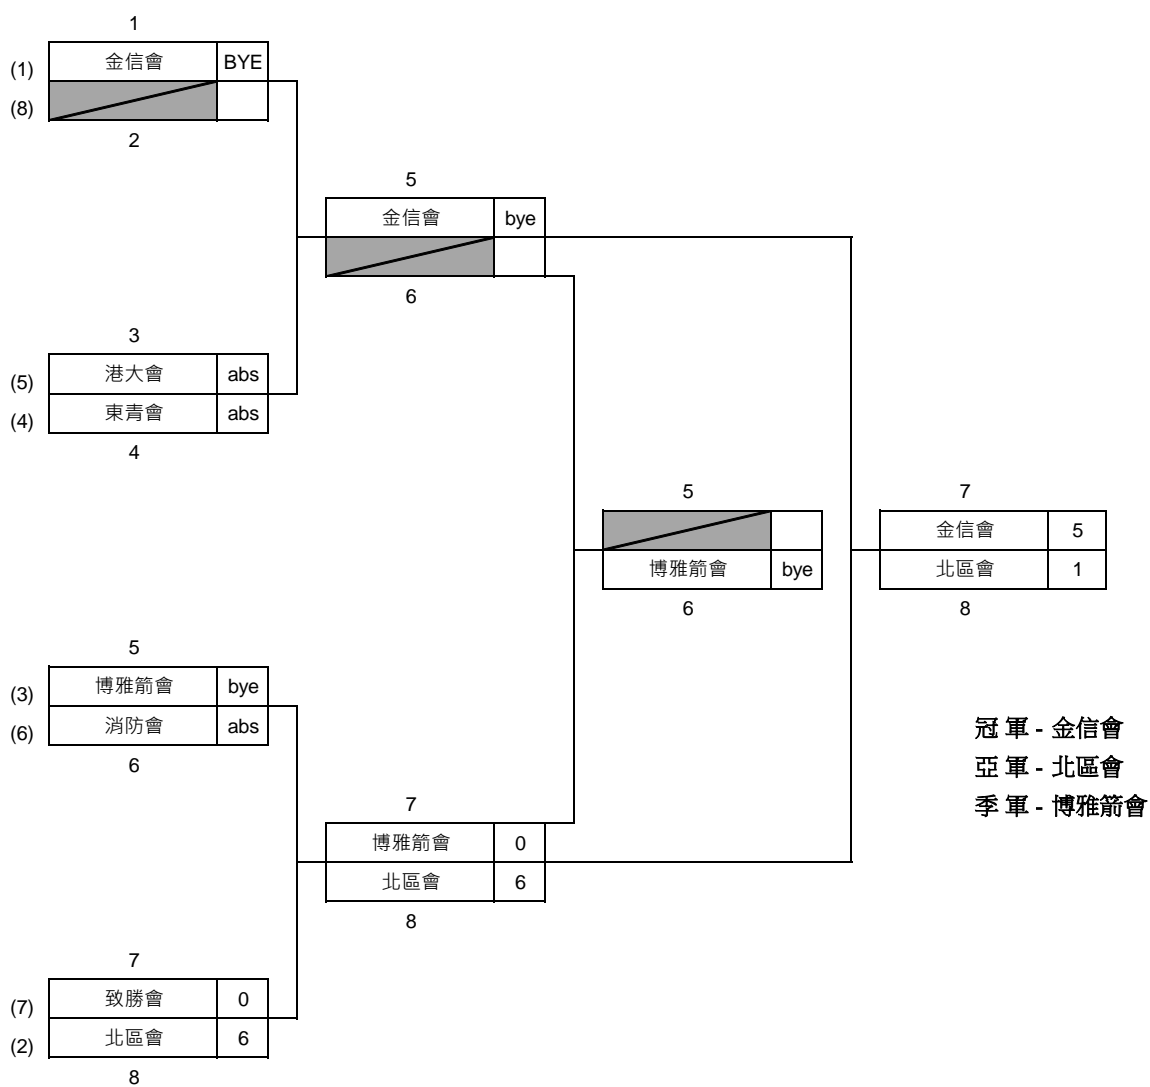 1
(1) 金信會 BYE
(8)
2
5
金信會 bye
6
3
(5) 港大會 abs
(4) 東青會 abs
4
5
博雅箭會 bye
6
7
金信會 5
北區會 1
8
5
(3) 博雅箭會 bye
(6) 消防會 abs
6
冠 軍 - 金信會
亞 軍 - 北區會
季 軍 - 博雅箭會
7
博雅箭會 0
北區會 6
8
7
(7) 致勝會 0
(2) 北區會 6
8